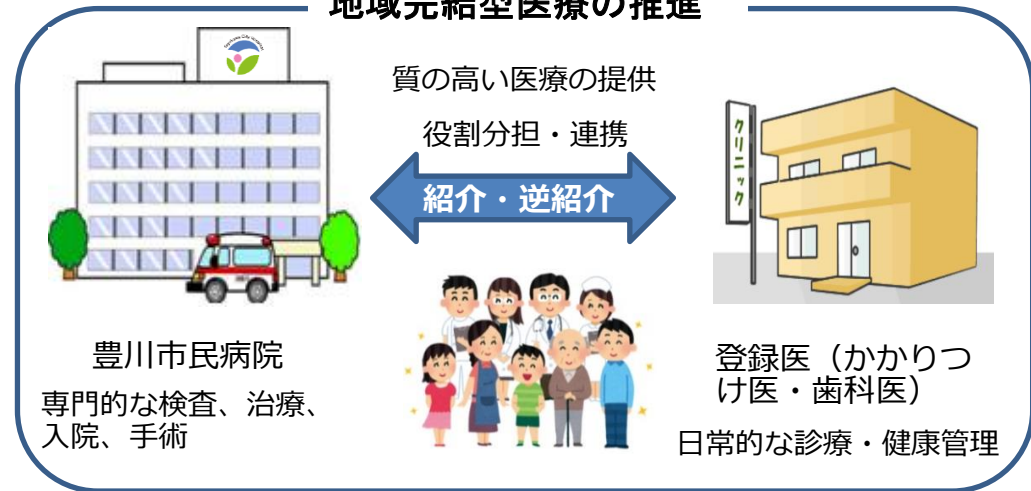 地域完結型医療の推進
質の高い医療の提供
役割分担・連携
紹介・逆紹介
クリニック
豊川市民病院
専門的な検査、治療、
入院、手術
登録医（かかりつ
け医・歯科医）
日常的な診療・健康管理